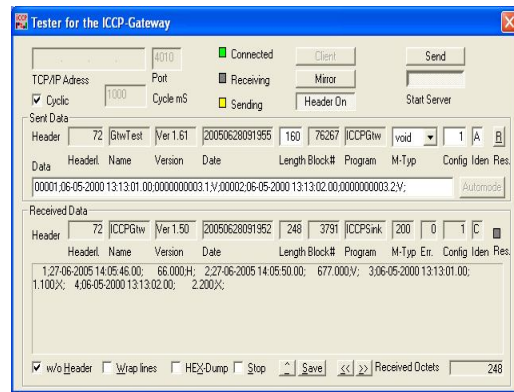 Tester for the ICCP-Gateway
4010 Connected Client Send
TCP/IP Adress Port Receiving Mirror
Cyclic 1000 Cycle mS Sending Header On Start Server
Sent Data
Header 72 GtwTest Ver 1.61 20050628091955 160 76267 ICCPGtw void 1 A R
Headerl. Name Version Date Length Block# Program M-Typ Config Iden Res.
Data
00001;06-05-2000 13:13:01.00;0000000003.1;V;00002;06-05-2000 13:13:02.00;0000000003.2;V; Automode
Received Data
Header 72 ICCPGtw Ver 1.50 20050628091952 248 3791 ICCPSink 200 0 1 C
Headerl. Name Version Date Length Block# Program M-Typ Err. Config Iden Res.
1;27-06-2005 14:05:46.00; 66.000;H; 2;27-06-2005 14:05:50.00; 677.000;V; 3;06-05-2000 13:13:01.00;
1.100;X; 4;06-05-2000 13:13:02.00; 2.200;X;
w/o Header Wrap lines HEX-Dump Stop ^ Save << >> Received Octets 248